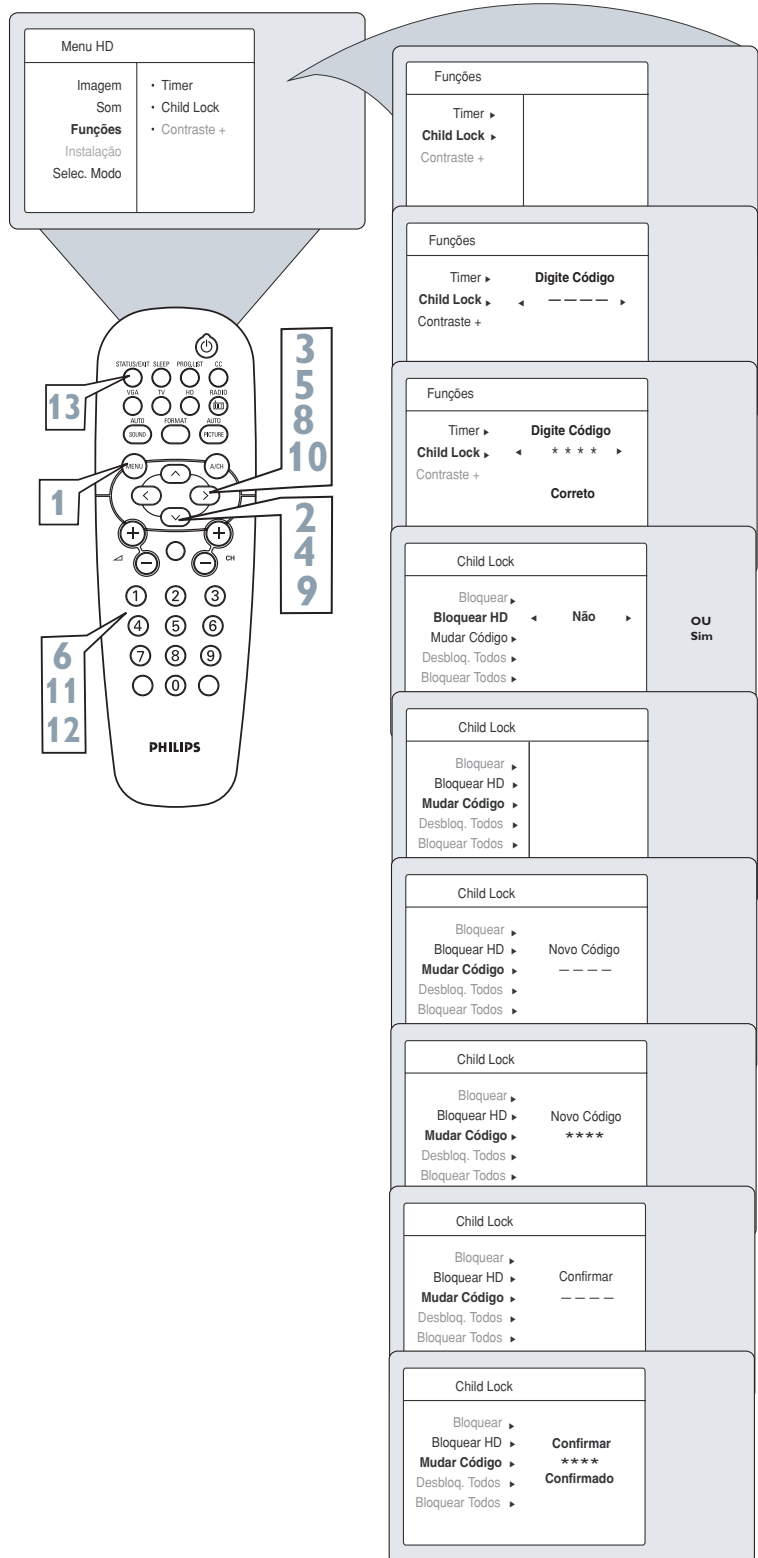 Menu HD
Imagem • Timer
Som • Child Lock
Funções • Contraste +
Instalação
Selec. Modo
Funções
Timer ▸
Child Lock ▸
Contraste +
Funções
Timer ▸ Digite Código
Child Lock ▸ ◂ – – – – ▸
Contraste +
Funções
Timer ▸ Digite Código
Child Lock ▸ ◂ * * * * ▸
Contraste +
Correto
Child Lock
Bloquear ▸
Bloquear HD ◂ Não ▸
Mudar Código ▸
Desbloq. Todos ▸
Bloquear Todos ▸
OU
Sim
Child Lock
Bloquear ▸
Bloquear HD ▸
Mudar Código ▸
Desbloq. Todos ▸
Bloquear Todos ▸
Child Lock
Bloquear ▸
Bloquear HD ▸ Novo Código
Mudar Código ▸ – – – –
Desbloq. Todos ▸
Bloquear Todos ▸
Child Lock
Bloquear ▸
Bloquear HD ▸ Novo Código
Mudar Código ▸ ****
Desbloq. Todos ▸
Bloquear Todos ▸
Child Lock
Bloquear ▸
Bloquear HD ▸ Confirmar
Mudar Código ▸ – – – –
Desbloq. Todos ▸
Bloquear Todos ▸
Child Lock
Bloquear ▸
Bloquear HD ▸ Confirmar
Mudar Código ▸ ****
Desbloq. Todos ▸ Confirmado
Bloquear Todos ▸
STATUS/EXIT SLEEP PROG.LIST CC
VGA TV HD RADIO
AUTO FORMAT AUTO
SOUND PICTURE
MENU A/CH
+ +
– – CH
1 2 3
4 5 6
7 8 9
0
PHILIPS
13
1
3
5
8
10
2
4
9
6
11
12